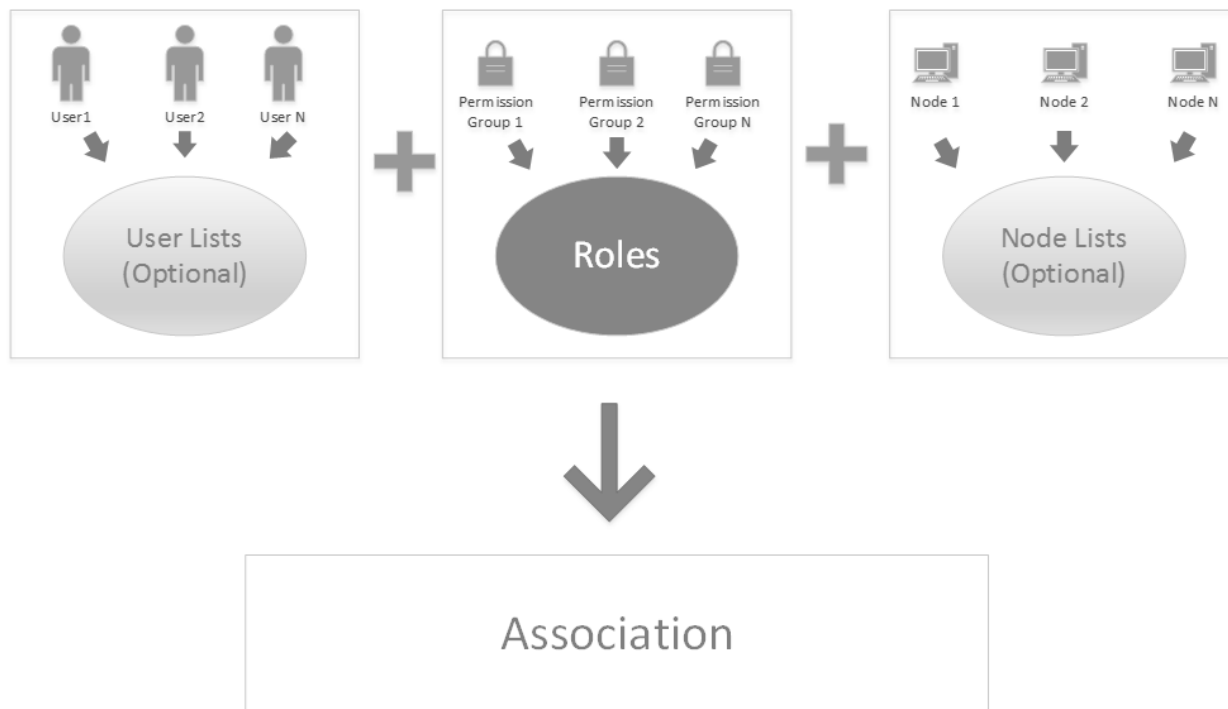 User1
User2
User N
User Lists
(Optional)
Permission
Group 1
Permission
Group 2
Permission
Group N
Roles
Node 1
Node 2
Node N
Node Lists
(Optional)
Association